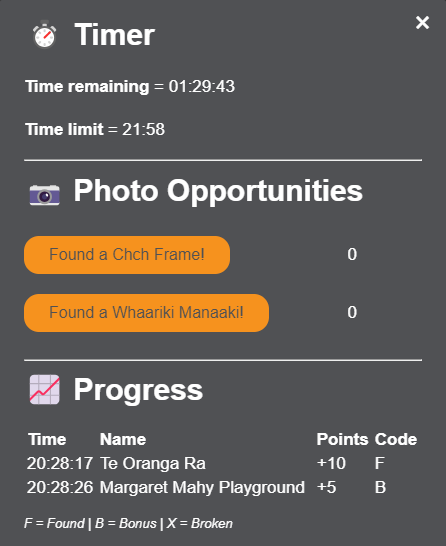 Timer
×
Time remaining = 01:29:43
Time limit = 21:58
Photo Opportunities
Found a Chch Frame! 0
Found a Whaariki Manaaki! 0
Progress
Time Name Points Code
20:28:17 Te Oranga Ra +10 F
20:28:26 Margaret Mahy Playground +5 B
F = Found | B = Bonus | X = Broken